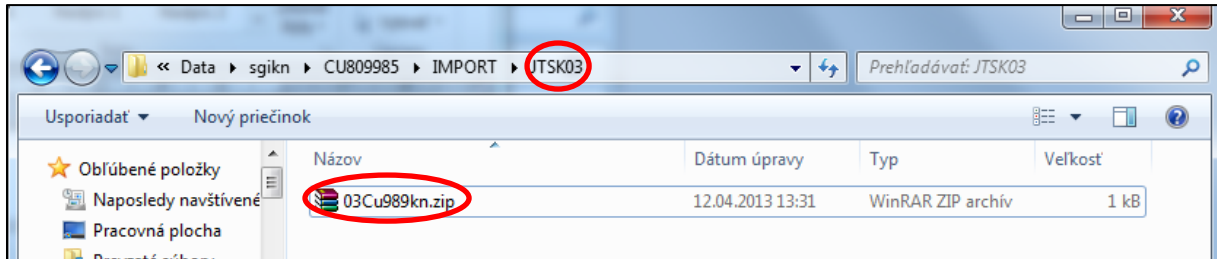 « Data ▸ sgikn ▸ CU809985 ▸ IMPORT ▸ JTSK03
Prehľadávať: JTSK03
Usporiadať Nový priečinok
Obľúbené položky
Názov Dátum úpravy Typ Veľkosť
Naposledy navštívené
03Cu989kn.zip 12.04.2013 13:31 WinRAR ZIP archív 1 kB
Pracovná plocha